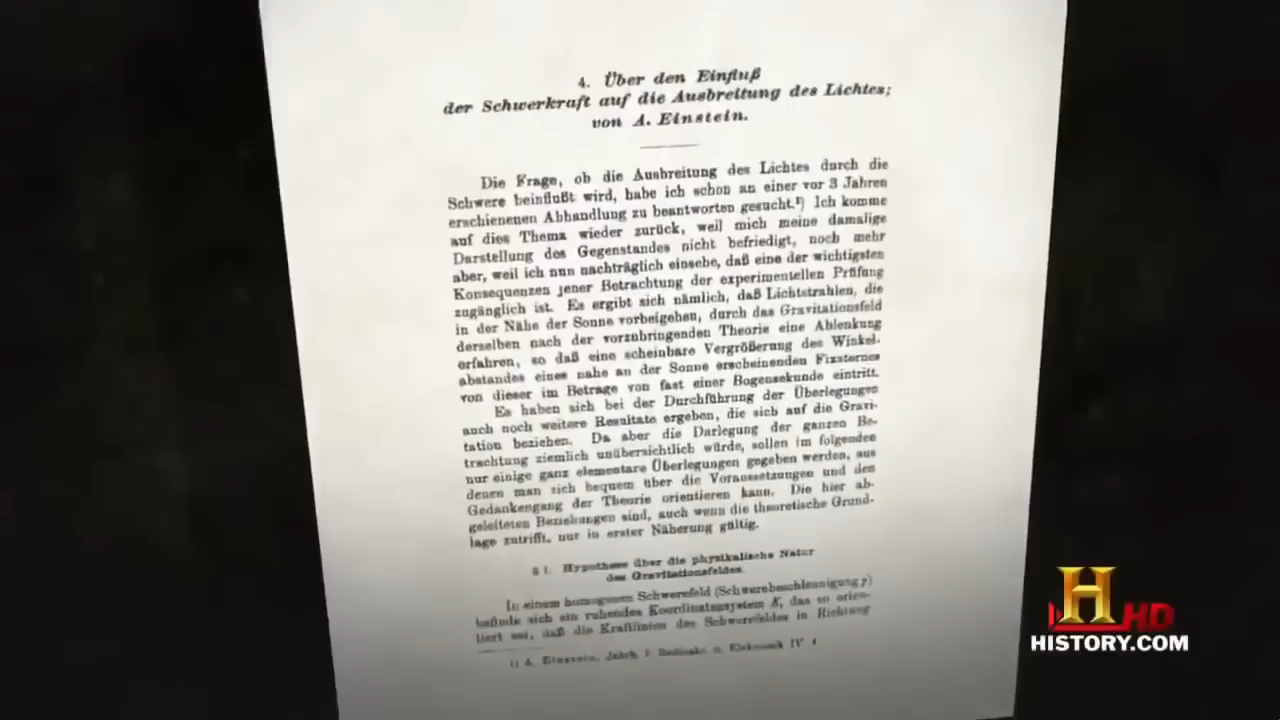 4. Über den Einfluß
der Schwerkraft auf die Ausbreitung des Lichtes;
von A. Einstein.
Die Frage, ob die Ausbreitung des Lichtes durch die
Schwere beinflußt wird, habe ich schon an einer vor 3 Jahren
erschienenen Abhandlung zu beantworten gesucht.¹) Ich komme
auf dies Thema wieder zurück, weil mich meine damalige
Darstellung des Gegenstandes nicht befriedigt, noch mehr
aber, weil ich nun nachträglich einsehe, daß eine der wichtigsten
Konsequenzen jener Betrachtung der experimentellen Prüfung
zugänglich ist. Es ergibt sich nämlich, daß Lichtstrahlen, die
in der Nähe der Sonne vorbeigehen, durch das Gravitationsfeld
derselben nach der vorzubringenden Theorie eine Ablenkung
erfahren, so daß eine scheinbare Vergrößerung des Winkel-
abstandes eines nahe an der Sonne erscheinenden Fixsternes
von dieser im Betrage von fast einer Bogensekunde eintritt.
Es haben sich bei der Durchführung der Überlegungen
auch noch weitere Resultate ergeben, die sich auf die Gravi-
tation beziehen. Da aber die Darlegung der ganzen Be-
trachtung ziemlich unübersichtlich würde, sollen im folgenden
nur einige ganz elementare Überlegungen gegeben werden, aus
denen man sich bequem über die Voraussetzungen und den
Gedankengang der Theorie orientieren kann. Die hier ab-
geleiteten Beziehungen sind, auch wenn die theoretische Grund-
lage zutrifft, nur in erster Näherung gültig.
§ 1. Hypothese über die physikalische Natur
des Gravitationsfeldes.
In einem homogenen Schwerefeld (Schwerebeschleunigung γ)
befinde sich ein ruhendes Koordinatensystem K, das so orien-
tiert sei, daß die Kraftlinien des Schwerefeldes in Richtung
1) A. Einstein, Jahrb. f. Radioakt. u. Elektronik IV 4
H HD
HISTORY.COM